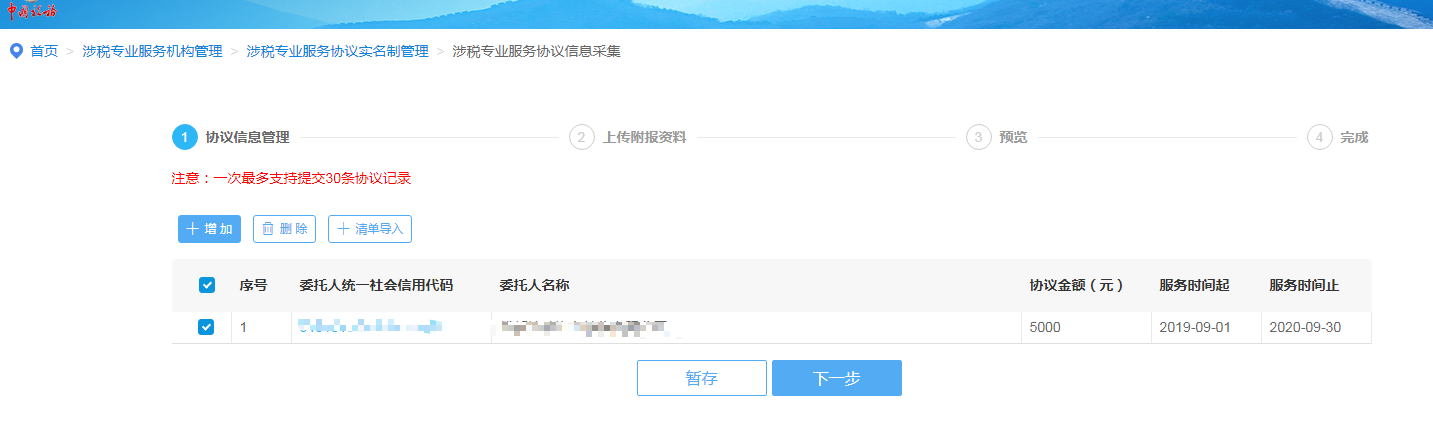 中国税务
首页 > 涉税专业服务机构管理 > 涉税专业服务协议实名制管理 > 涉税专业服务协议信息采集
1 协议信息管理 2 上传附报资料 3 预览 4 完成
注意：一次最多支持提交30条协议记录
增加 删除 清单导入
序号 委托人统一社会信用代码 委托人名称 协议金额（元） 服务时间起 服务时间止
1 5000 2019-09-01 2020-09-30
暂存 下一步